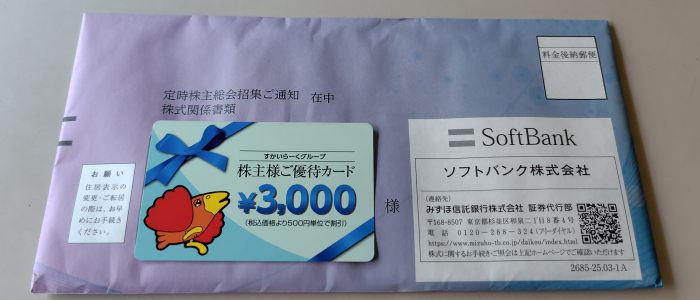 料金後納郵便
定時株主総会招集ご通知　在中
株式関係書類
お願い
住居表示の
変更・ご転居
の際は、お早
めにお手続き
ください。
すかいらーくグループ
株主様ご優待カード
¥3,000
(税込価格より500円単位で割引)
様
SoftBank
ソフトバンク株式会社
(連絡先)
みずほ信託銀行株式会社 証券代行部
〒168-8507 東京都杉並区和泉二丁目8番4号
電話 0120-288-324(フリーダイヤル)
https://www.mizuho-tb.co.jp/daikou/index.html
株式に関するお手続き・ご照会は上記ホームページでご確認いただけます
2685-25.03-1A